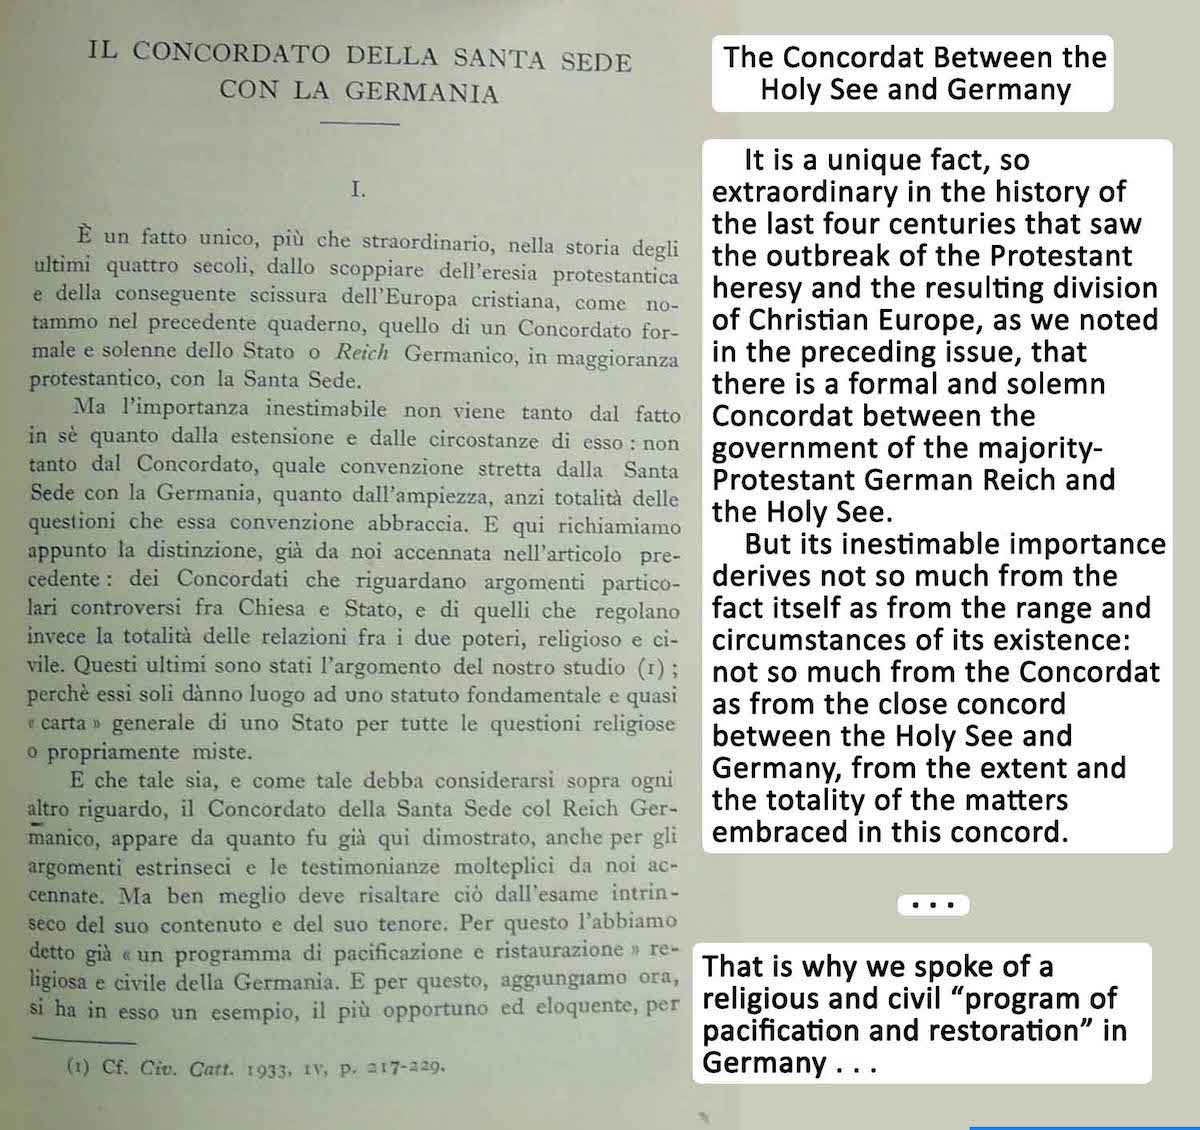 IL CONCORDATO DELLA SANTA SEDE
CON LA GERMANIA
I.
È un fatto unico, più che straordinario, nella storia degli
ultimi quattro secoli, dallo scoppiare dell'eresia protestantica
e della conseguente scissura dell'Europa cristiana, come no-
tammo nel precedente quaderno, quello di un Concordato for-
male e solenne dello Stato o Reich Germanico, in maggioranza
protestantico, con la Santa Sede.
Ma l'importanza inestimabile non viene tanto dal fatto
in sè quanto dalla estensione e dalle circostanze di esso : non
tanto dal Concordato, quale convenzione stretta dalla Santa
Sede con la Germania, quanto dall'ampiezza, anzi totalità delle
questioni che essa convenzione abbraccia. E qui richiamiamo
appunto la distinzione, già da noi accennata nell'articolo pre-
cedente : dei Concordati che riguardano argomenti partico-
lari controversi fra Chiesa e Stato, e di quelli che regolano
invece la totalità delle relazioni fra i due poteri, religioso e ci-
vile. Questi ultimi sono stati l'argomento del nostro studio (1) ;
perchè essi soli dànno luogo ad uno statuto fondamentale e quasi
« carta » generale di uno Stato per tutte le questioni religiose
o propriamente miste.
E che tale sia, e come tale debba considerarsi sopra ogni
altro riguardo, il Concordato della Santa Sede col Reich Ger-
manico, appare da quanto fu già qui dimostrato, anche per gli
argomenti estrinseci e le testimonianze molteplici da noi ac-
cennate. Ma ben meglio deve risaltare ciò dall'esame intrin-
seco del suo contenuto e del suo tenore. Per questo l'abbiamo
detto già « un programma di pacificazione e ristaurazione » re-
ligiosa e civile della Germania. E per questo, aggiungiamo ora,
si ha in esso un esempio, il più opportuno ed eloquente, per
(1) Cf. Civ. Catt. 1933, IV, p. 217-229.
The Concordat Between the
Holy See and Germany
It is a unique fact, so
extraordinary in the history of
the last four centuries that saw
the outbreak of the Protestant
heresy and the resulting division
of Christian Europe, as we noted
in the preceding issue, that
there is a formal and solemn
Concordat between the
government of the majority-
Protestant German Reich and
the Holy See.
But its inestimable importance
derives not so much from the
fact itself as from the range and
circumstances of its existence:
not so much from the Concordat
as from the close concord
between the Holy See and
Germany, from the extent and
the totality of the matters
embraced in this concord.
...
That is why we spoke of a
religious and civil “program of
pacification and restoration” in
Germany . . .